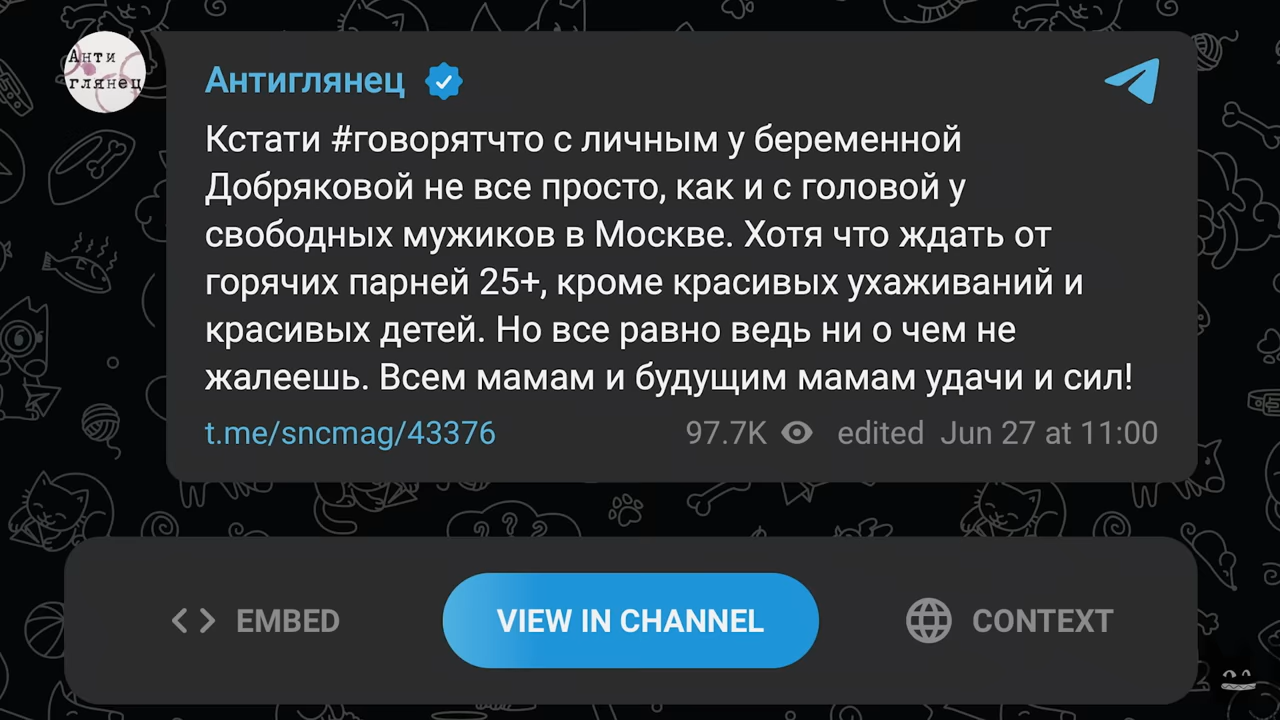 Анти
глянец
Антиглянец
Кстати #говорятчто с личным у беременной
Добряковой не все просто, как и с головой у
свободных мужиков в Москве. Хотя что ждать от
горячих парней 25+, кроме красивых ухаживаний и
красивых детей. Но все равно ведь ни о чем не
жалеешь. Всем мамам и будущим мамам удачи и сил!
t.me/sncmag/43376 97.7K edited Jun 27 at 11:00
EMBED VIEW IN CHANNEL CONTEXT